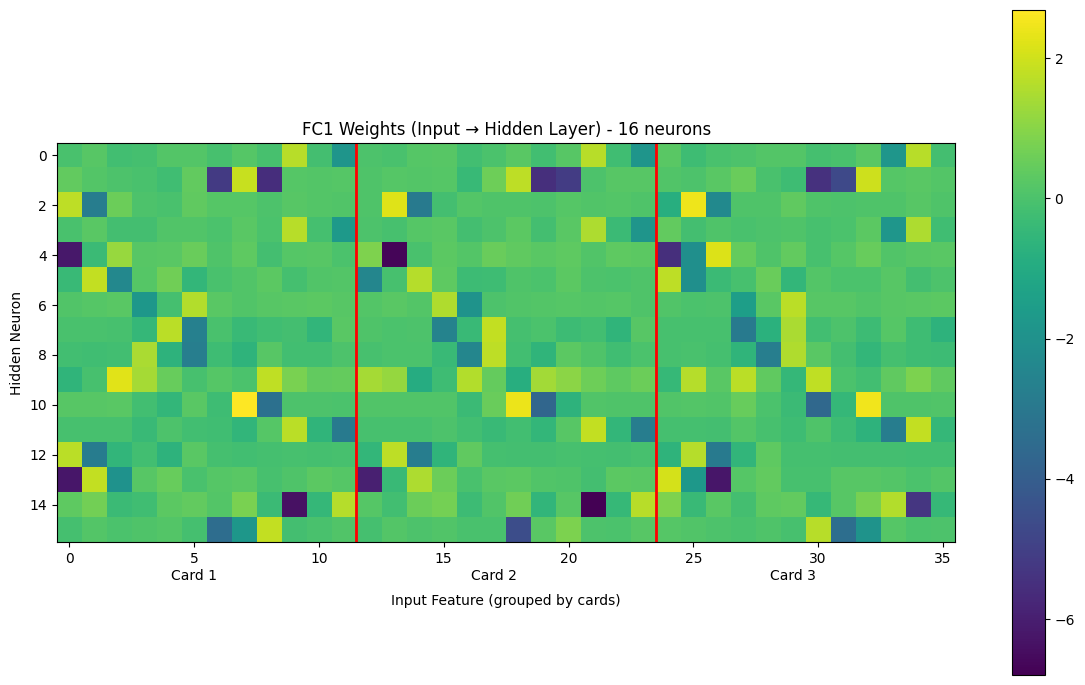 FC1 Weights (Input → Hidden Layer) - 16 neurons
Hidden Neuron
0
2
4
6
8
10
12
14
0 5 10 15 20 25 30 35
Card 1 Card 2 Card 3
Input Feature (grouped by cards)
2
0
−2
−4
−6